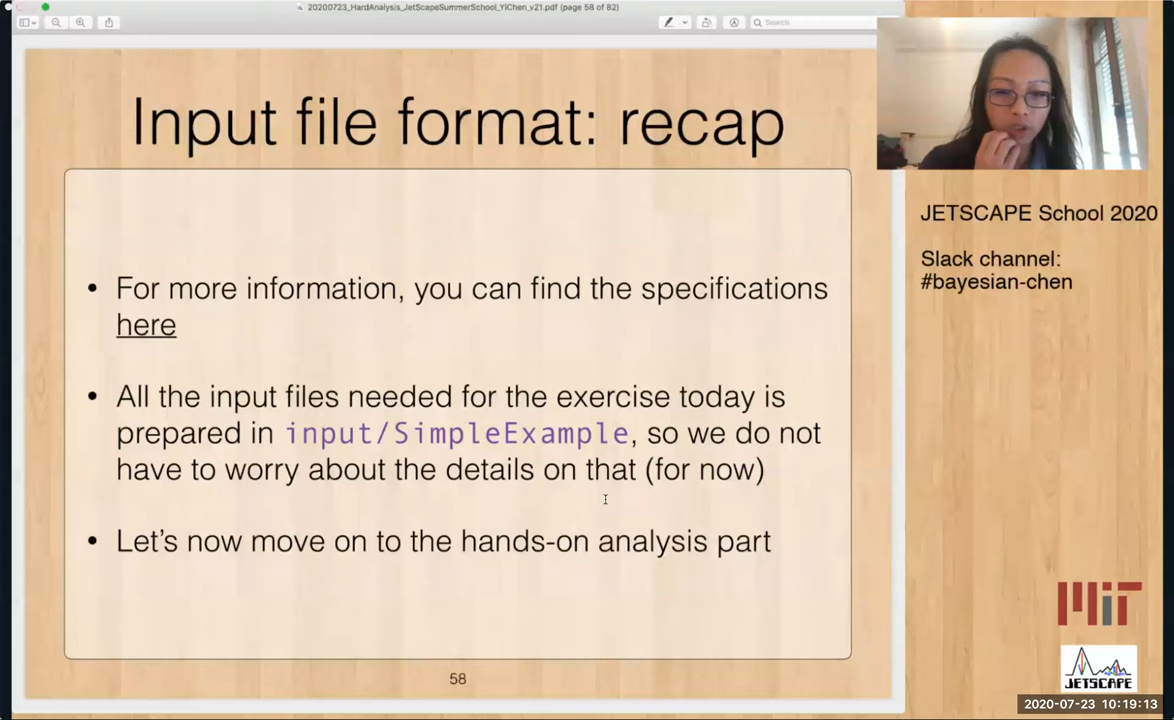 20200723_HardAnalysis_JetScapeSummerSchool_YiChen_v21.pdf (page 58 of 82)
Search
Input file format: recap
• For more information, you can find the specifications
here
• All the input files needed for the exercise today is
prepared in input/SimpleExample, so we do not
have to worry about the details on that (for now)
• Let's now move on to the hands-on analysis part
58
JETSCAPE School 2020
Slack channel:
#bayesian-chen
MIT
JETSCAPE
2020-07-23 10:19:13